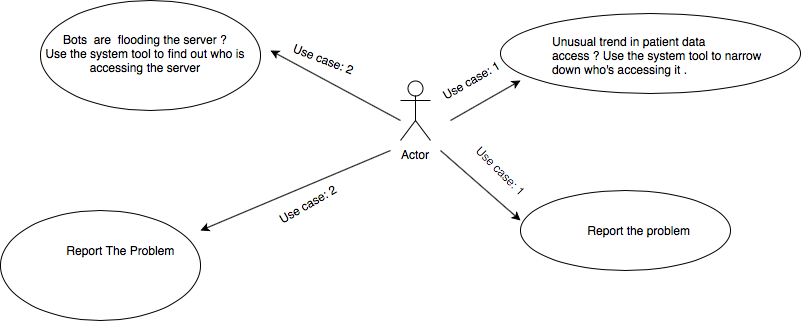 Bots are flooding the server ?
Use the system tool to find out who is
accessing the server
Use case: 2
Use case: 1
Unusual trend in patient data
access ? Use the system tool to narrow
down who's accessing it .
Actor
Use case: 2
Use case: 1
Report The Problem
Report the problem